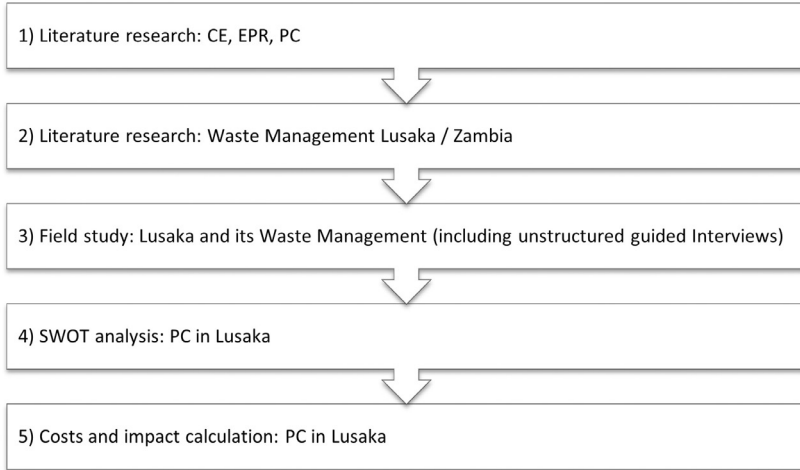 1) Literature research: CE, EPR, PC
2) Literature research: Waste Management Lusaka / Zambia
3) Field study: Lusaka and its Waste Management (including unstructured guided Interviews)
4) SWOT analysis: PC in Lusaka
5) Costs and impact calculation: PC in Lusaka